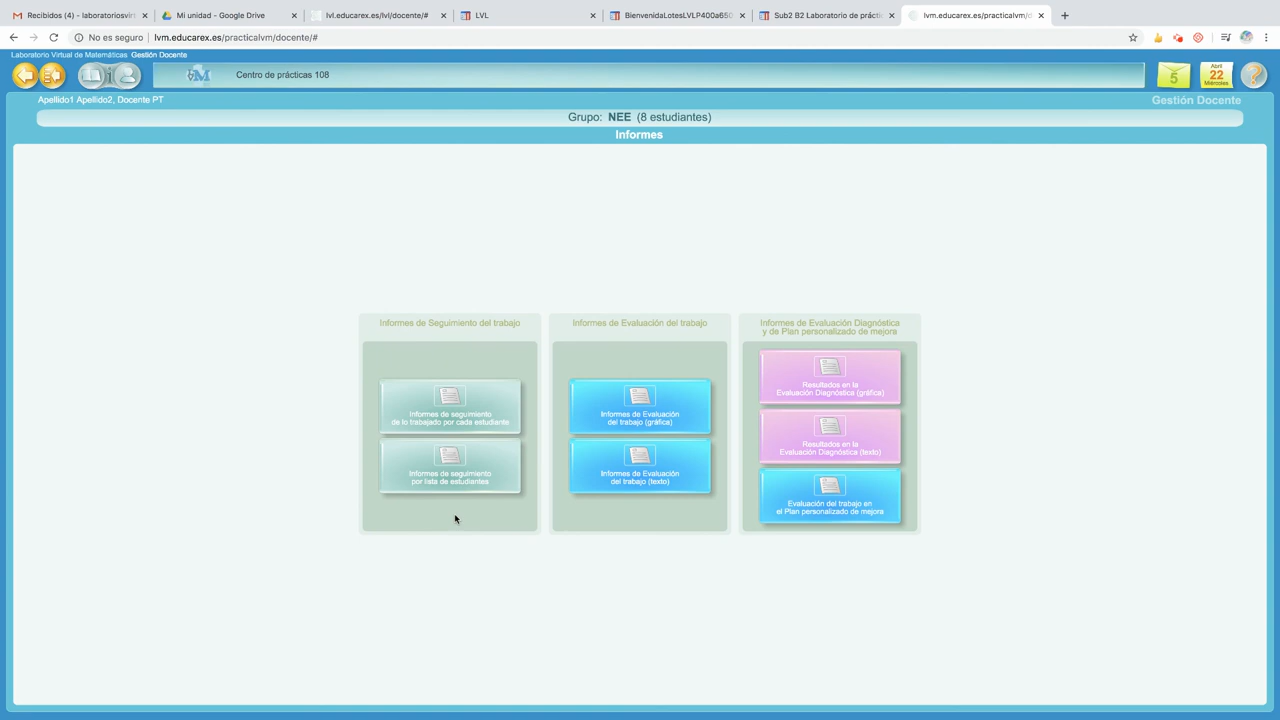 Recibidos (4) - laboratoriosvir
Mi unidad - Google Drive
lvl.educarex.es/lvl/docente/#
LVL
BienvenidaLotesLVLP400a650
Sub2 B2 Laboratorio de práctic
lvm.educarex.es/practicalvm/d
No es seguro
lvm.educarex.es/practicalvm/docente/#
Laboratorio Virtual de Matemáticas Gestión Docente
Centro de prácticas 108
5
Abril
22
Miércoles
?
Apellido1 Apellido2, Docente PT
Gestión Docente
Grupo: NEE (8 estudiantes)
Informes
Informes de Seguimiento del trabajo
Informes de seguimiento
de lo trabajado por cada estudiante
Informes de seguimiento
por lista de estudiantes
Informes de Evaluación del trabajo
Informes de Evaluación
del trabajo (gráfica)
Informes de Evaluación
del trabajo (texto)
Informes de Evaluación Diagnóstica
y de Plan personalizado de mejora
Resultados en la
Evaluación Diagnóstica (gráfica)
Resultados en la
Evaluación Diagnóstica (texto)
Evaluación del trabajo en
el Plan personalizado de mejora